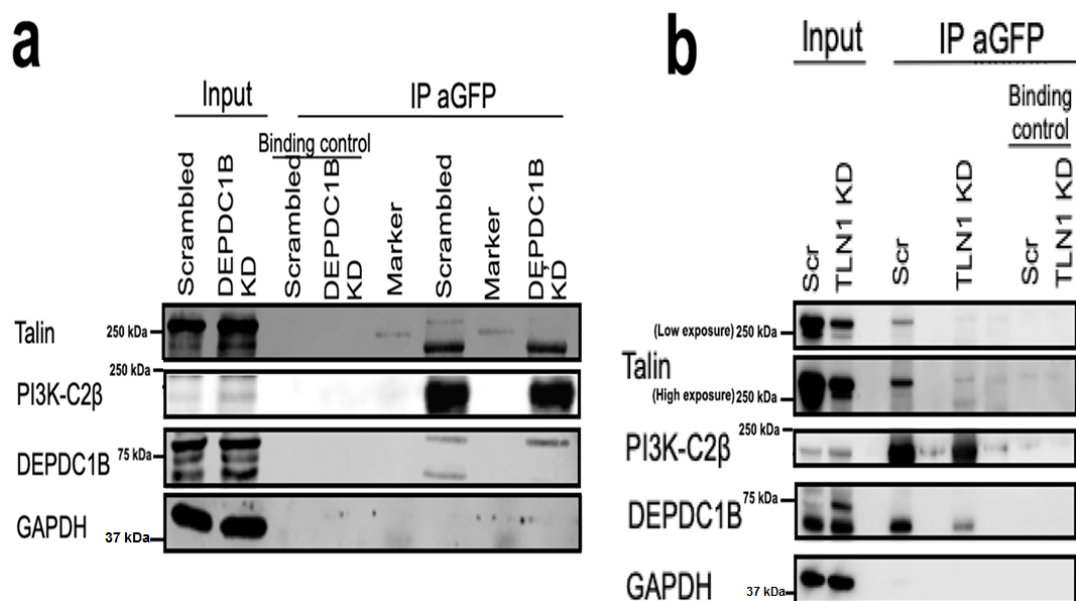 a
Input
IP aGFP
Binding control
Scrambled
DEPDC1B
KD
Scrambled
DEPDC1B
KD
Marker
Scrambled
Marker
DEPDC1B
KD
Talin
250 kDa
250 kDa
PI3K-C2β
DEPDC1B
75 kDa
GAPDH
37 kDa
b
Input
IP aGFP
Binding
control
Scr
TLN1 KD
Scr
TLN1 KD
Scr
TLN1 KD
(Low exposure) 250 kDa
Talin
(High exposure) 250 kDa
250 kDa
PI3K-C2β
75 kDa
DEPDC1B
GAPDH
37 kDa